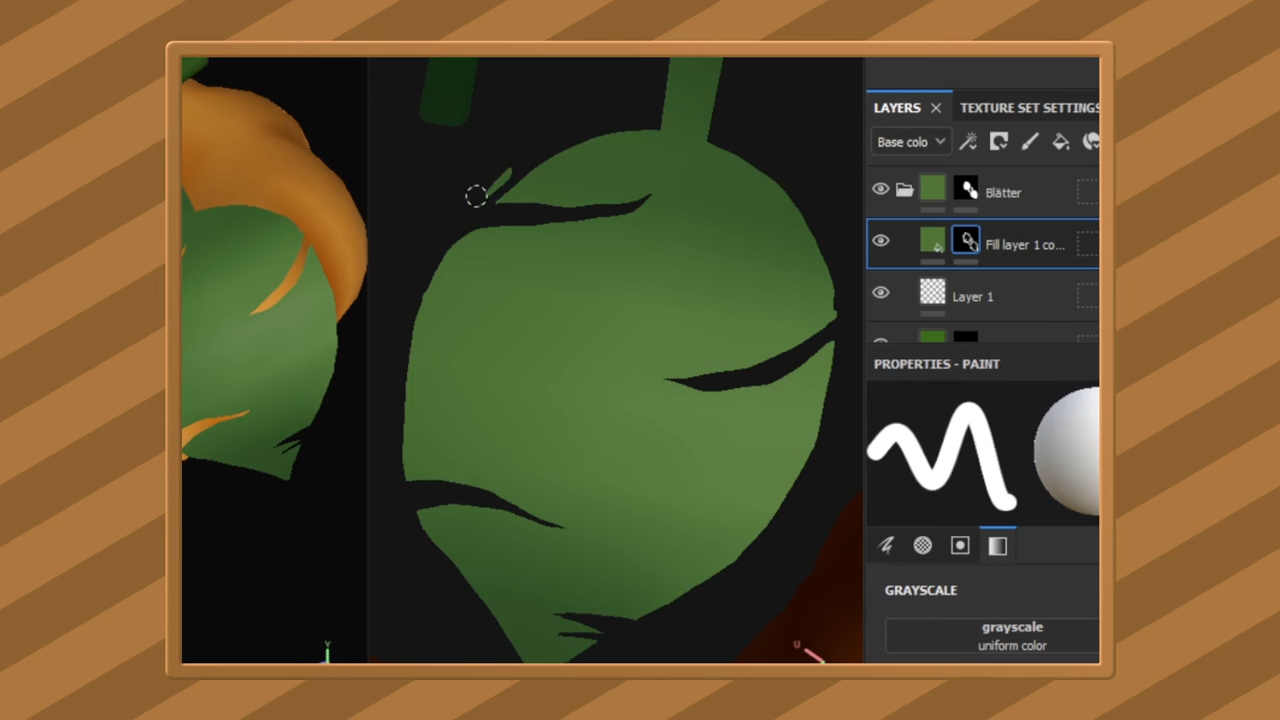 LAYERS
TEXTURE SET SETTINGS
Base colo
Blätter
Fill layer 1 co...
Layer 1
PROPERTIES - PAINT
GRAYSCALE
grayscale
uniform color
Y
U